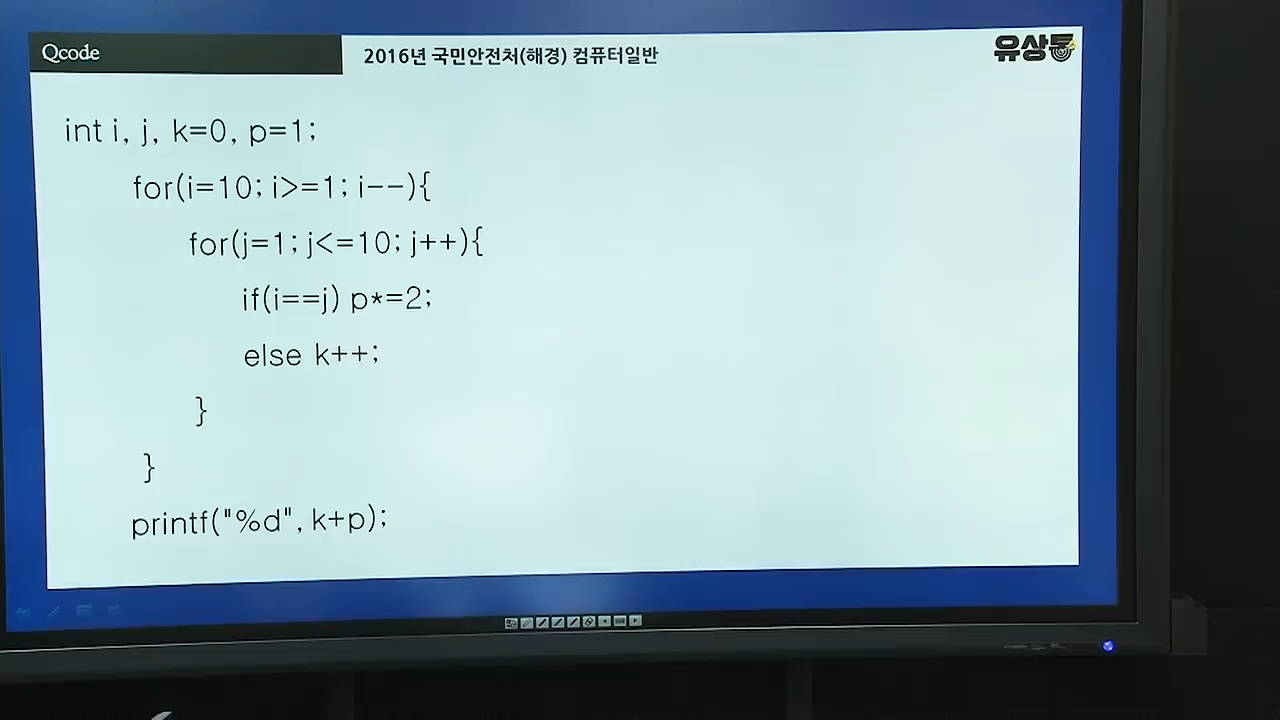 Qcode
2016년 국민안전처(해경) 컴퓨터일반
유상통
int i, j, k=0, p=1;
for(i=10; i>=1; i--){
for(j=1; j<=10; j++){
if(i==j) p*=2;
else k++;
}
}
printf("%d", k+p);